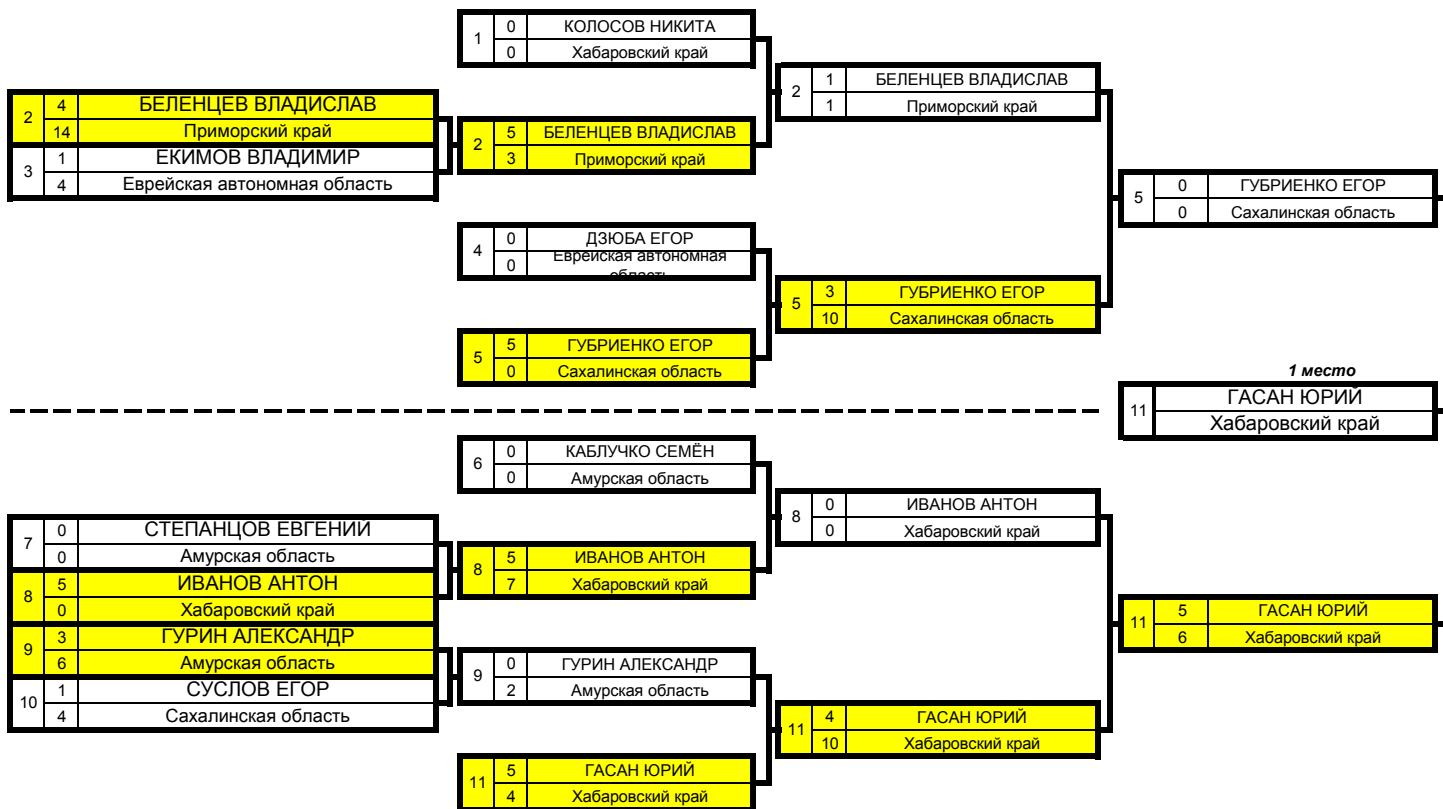 1
0 КОЛОСОВ НИКИТА
0 Хабаровский край
2
1 БЕЛЕНЦЕВ ВЛАДИСЛАВ
1 Приморский край
2
4 БЕЛЕНЦЕВ ВЛАДИСЛАВ
14 Приморский край
2
5 БЕЛЕНЦЕВ ВЛАДИСЛАВ
3 Приморский край
3
1 ЕКИМОВ ВЛАДИМИР
4 Еврейская автономная область
5
0 ГУБРИЕНКО ЕГОР
0 Сахалинская область
4
0 ДЗЮБА ЕГОР
0 Еврейская автономная
область
5
3 ГУБРИЕНКО ЕГОР
10 Сахалинская область
5
5 ГУБРИЕНКО ЕГОР
0 Сахалинская область
1 место
11
ГАСАН ЮРИЙ
Хабаровский край
6
0 КАБЛУЧКО СЕМЁН
0 Амурская область
8
0 ИВАНОВ АНТОН
0 Хабаровский край
7
0 СТЕПАНЦОВ ЕВГЕНИИ
0 Амурская область
8
5 ИВАНОВ АНТОН
7 Хабаровский край
8
5 ИВАНОВ АНТОН
0 Хабаровский край
11
5 ГАСАН ЮРИЙ
6 Хабаровский край
9
3 ГУРИН АЛЕКСАНДР
6 Амурская область
9
0 ГУРИН АЛЕКСАНДР
2 Амурская область
10
1 СУСЛОВ ЕГОР
4 Сахалинская область
11
4 ГАСАН ЮРИЙ
10 Хабаровский край
11
5 ГАСАН ЮРИЙ
4 Хабаровский край